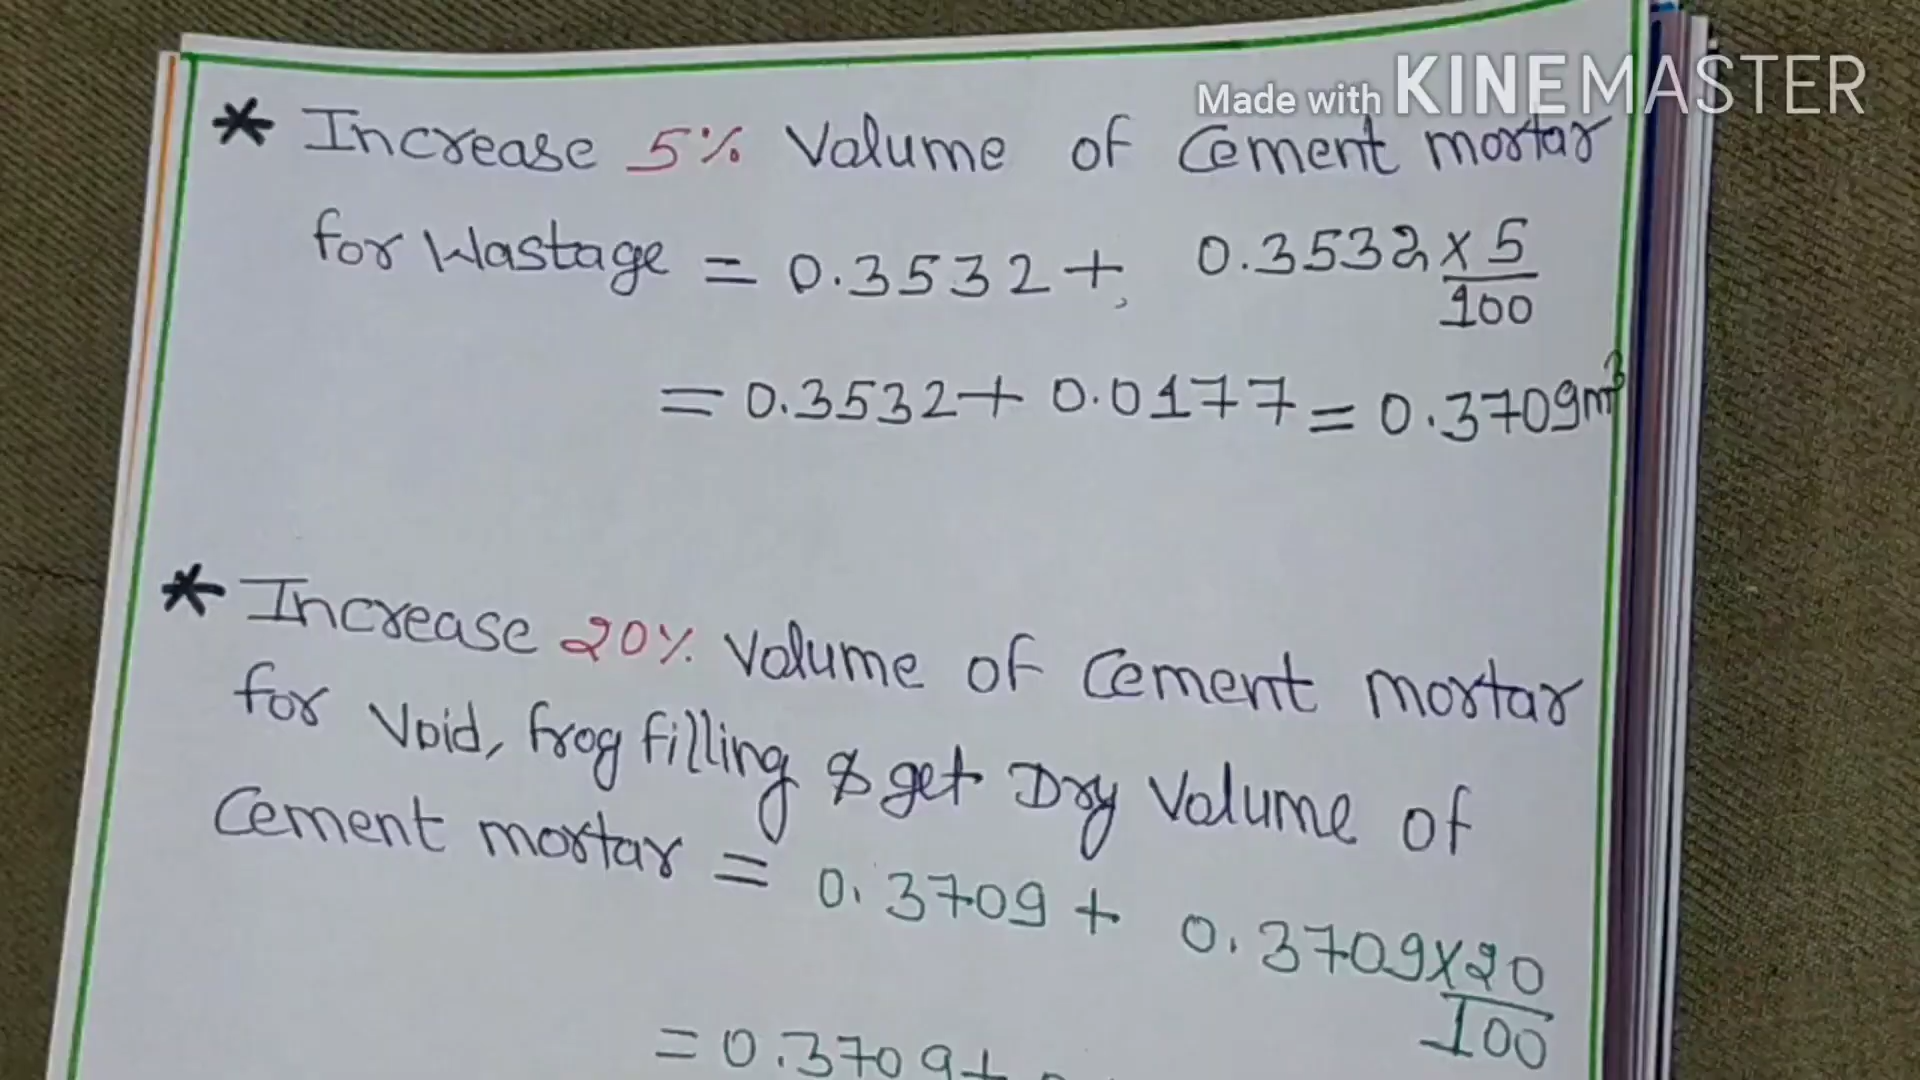 Made with KINEMASTER
* Increase 5% Volume of Cement mortar
for Wastage = 0.3532 + 0.3532 x 5/100
= 0.3532 + 0.0177 = 0.3709m³
* Increase 20% Volume of Cement mortar
for Void, frog filling & get Dry Volume of
Cement mortar = 0.3709 + 0.3709x20/100
= 0.3709 +